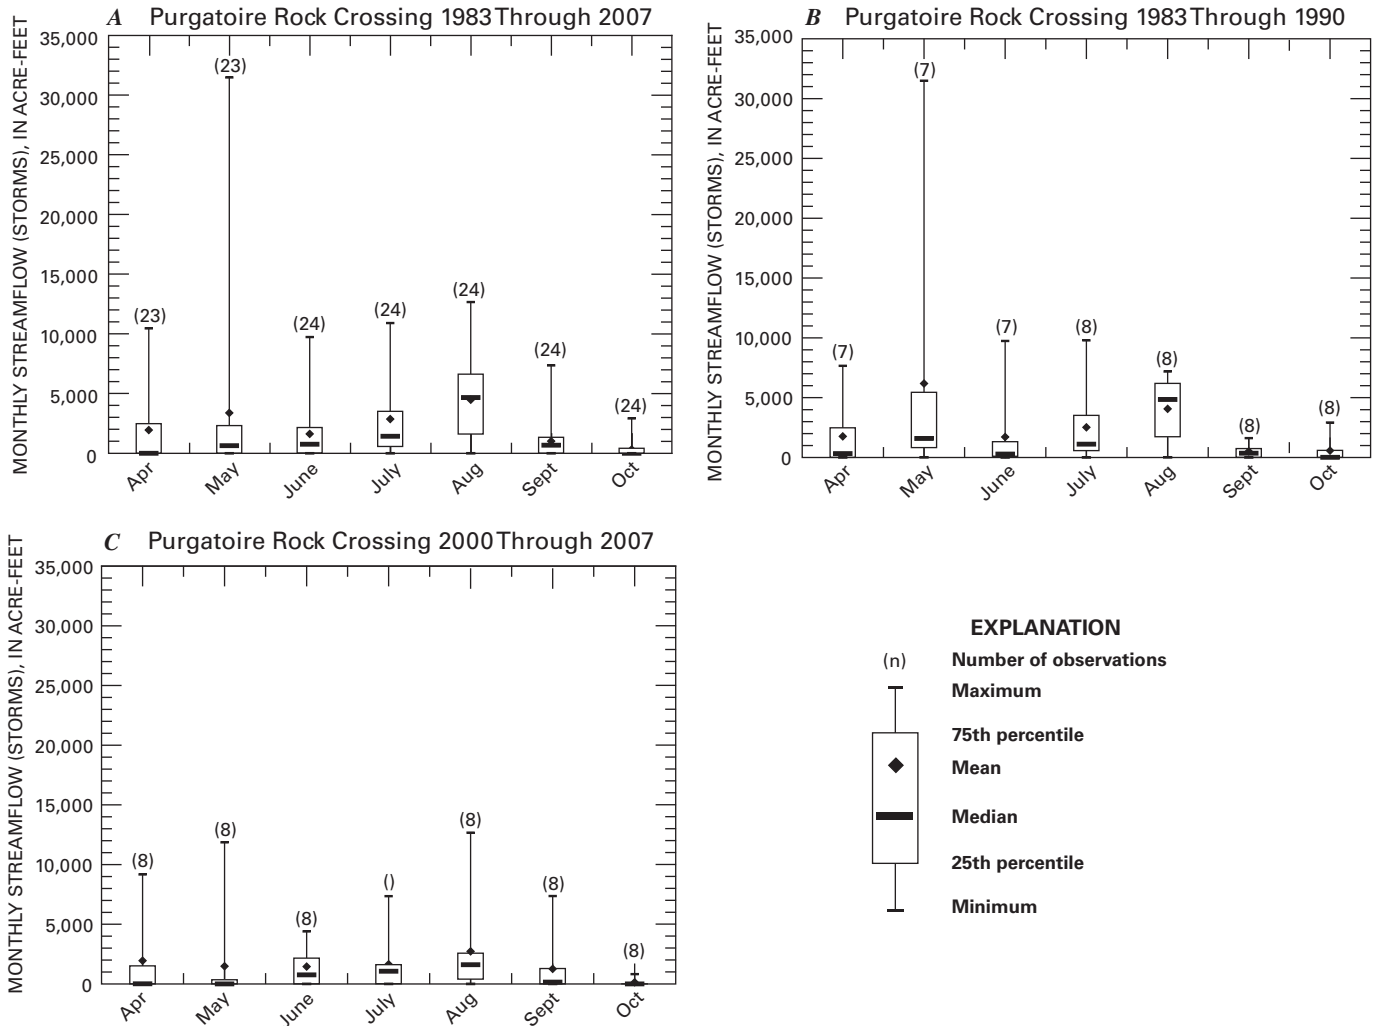 A Purgatoire Rock Crossing 1983 Through 2007
MONTHLY STREAMFLOW (STORMS), IN ACRE-FEET
35,000
30,000
25,000
20,000
15,000
10,000
5,000
0
(23)
(23)
(24)
(24)
(24)
(24)
(24)
Apr
May
June
July
Aug
Sept
Oct
B Purgatoire Rock Crossing 1983 Through 1990
MONTHLY STREAMFLOW (STORMS), IN ACRE-FEET
35,000
30,000
25,000
20,000
15,000
10,000
5,000
0
(7)
(7)
(7)
(8)
(8)
(8)
(8)
Apr
May
June
July
Aug
Sept
Oct
C Purgatoire Rock Crossing 2000 Through 2007
MONTHLY STREAMFLOW (STORMS), IN ACRE-FEET
35,000
30,000
25,000
20,000
15,000
10,000
5,000
0
(8)
(8)
(8)
()
(8)
(8)
(8)
Apr
May
June
July
Aug
Sept
Oct
EXPLANATION
(n) Number of observations
Maximum
75th percentile
Mean
Median
25th percentile
Minimum